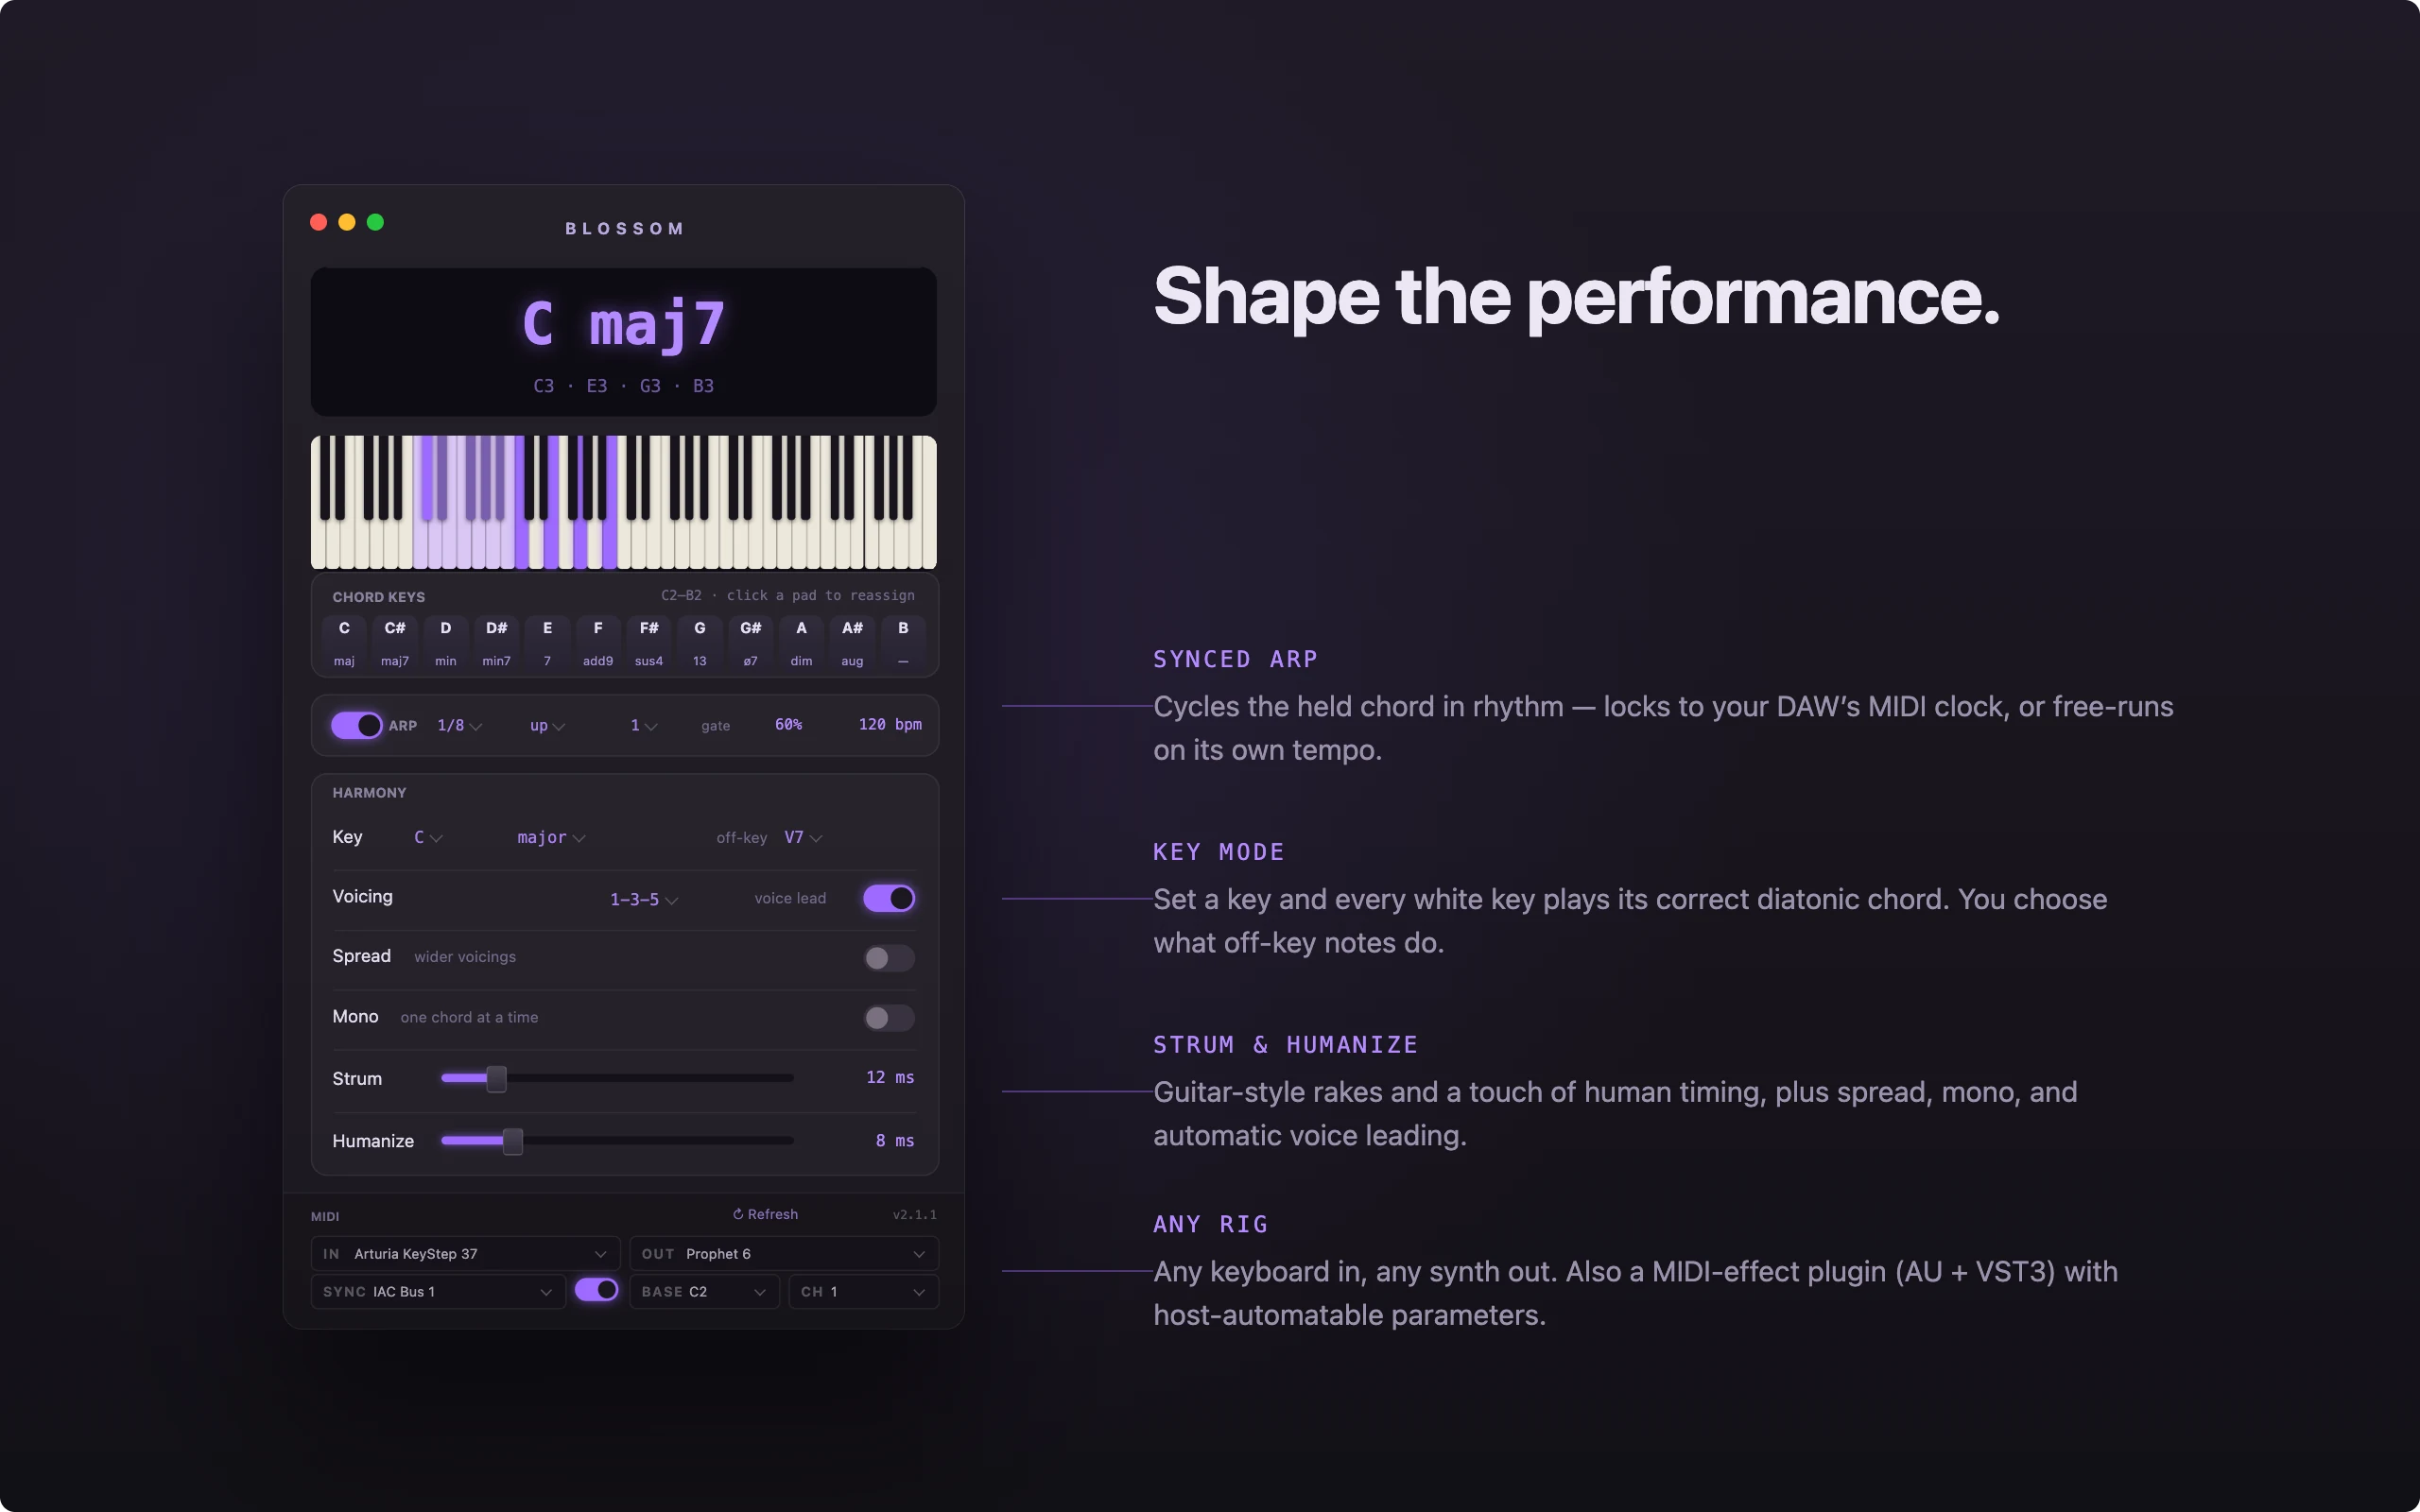 BLOSSOM
C maj7
C3 · E3 · G3 · B3
CHORD KEYS
C2–B2 · click a pad to reassign
C C# D D# E F F# G G# A A# B
maj maj7 min min7 7 add9 sus4 13 ø7 dim aug —
ARP 1/8 up 1 gate 60% 120 bpm
HARMONY
Key C major off-key V7
Voicing 1–3–5 voice lead
Spread wider voicings
Mono one chord at a time
Strum 12 ms
Humanize 8 ms
MIDI Refresh v2.1.1
IN Arturia KeyStep 37 OUT Prophet 6
SYNC IAC Bus 1 BASE C2 CH 1
Shape the performance.
SYNCED ARP
Cycles the held chord in rhythm — locks to your DAW’s MIDI clock, or free-runs
on its own tempo.
KEY MODE
Set a key and every white key plays its correct diatonic chord. You choose
what off-key notes do.
STRUM & HUMANIZE
Guitar-style rakes and a touch of human timing, plus spread, mono, and
automatic voice leading.
ANY RIG
Any keyboard in, any synth out. Also a MIDI-effect plugin (AU + VST3) with
host-automatable parameters.